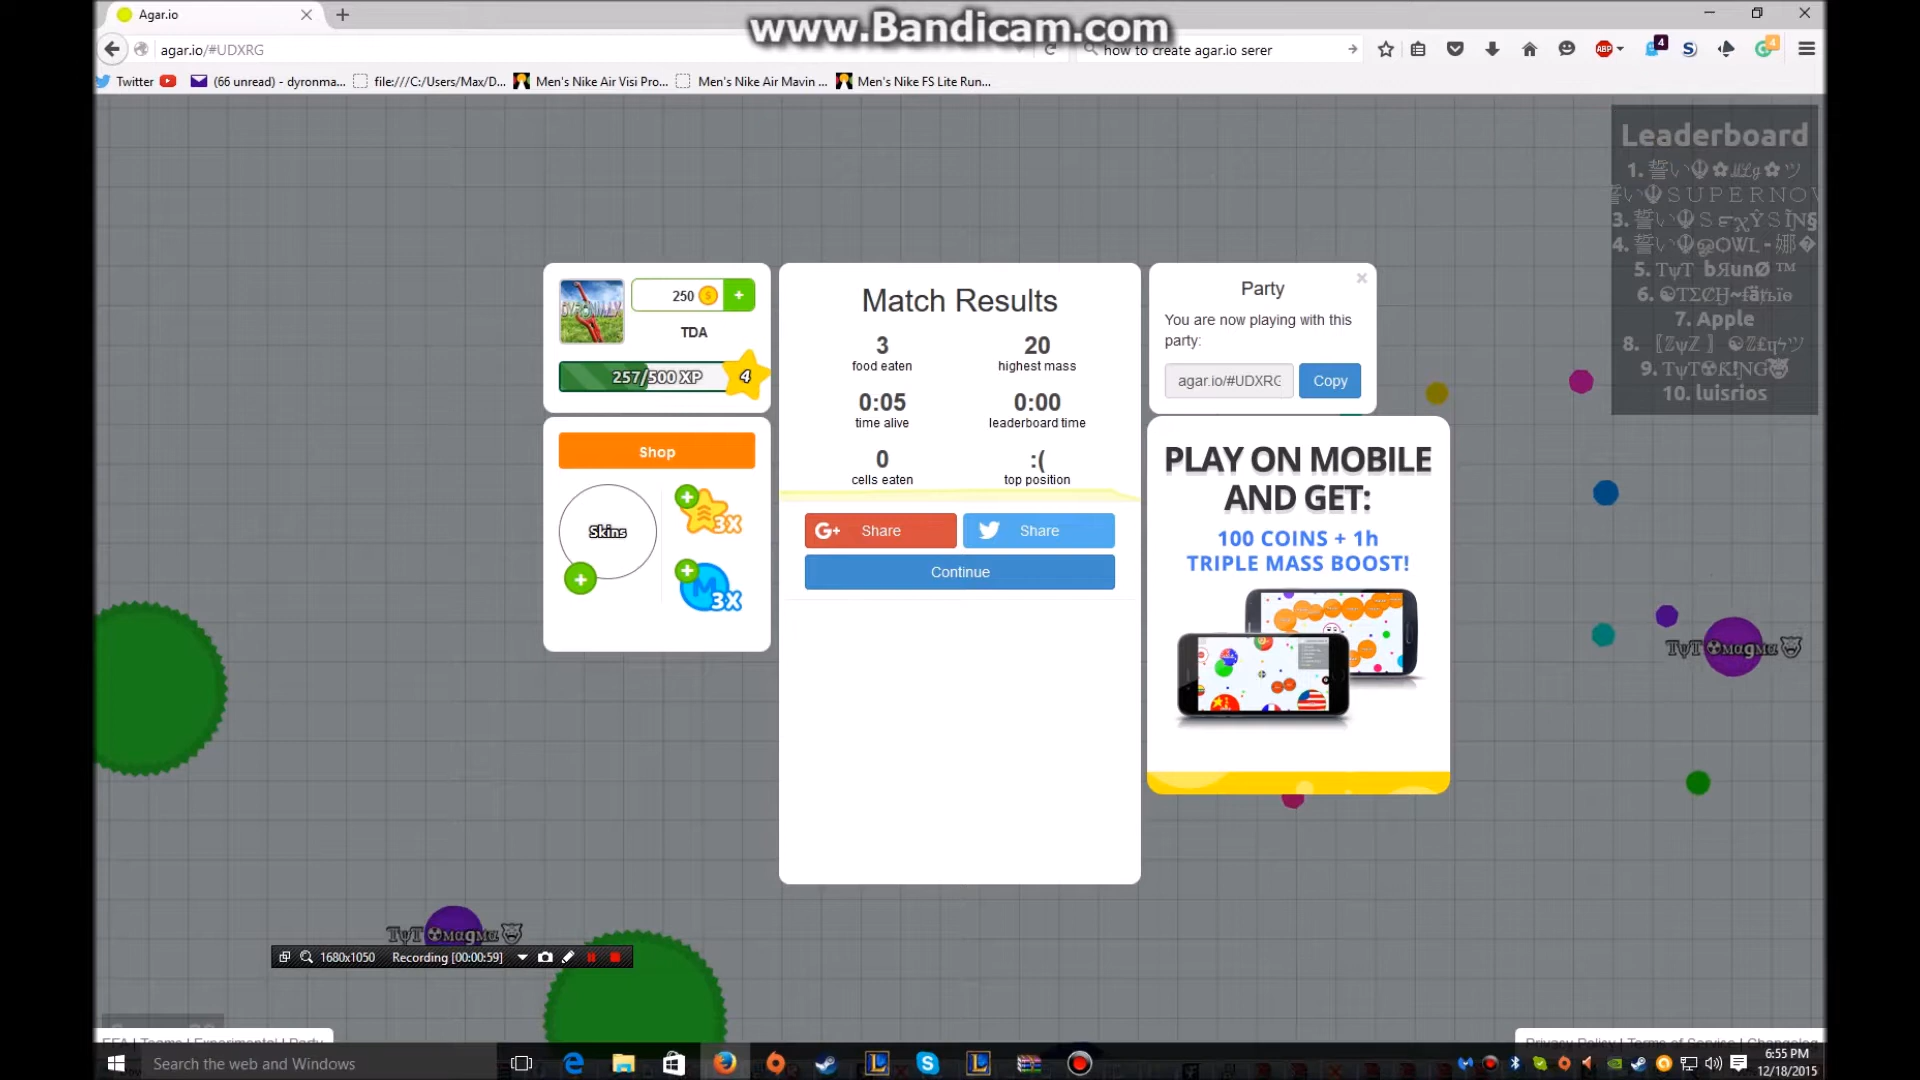 Agar.io
www.Bandicam.com
agar.io/#UDXRG
how to create agar.io serer
ABP
4
4
Twitter
(66 unread) - dyronma...
file:///C:/Users/Max/D...
Men's Nike Air Visi Pro...
Men's Nike Air Mavin ...
Men's Nike FS Lite Run...
Leaderboard
7. Apple
10. luisrios
250
TDA
257/500 XP
4
Shop
Skins
3X
M 3X
Match Results
3
food eaten
20
highest mass
0:05
time alive
0:00
leaderboard time
0
cells eaten
:(
top position
G+ Share
Share
Continue
Party
You are now playing with this
party:
agar.io/#UDXRG
Copy
PLAY ON MOBILE
AND GET:
100 COINS + 1h
TRIPLE MASS BOOST!
1680x1050
Recording [00:00:59]
Search the web and Windows
6:55 PM
12/18/2015